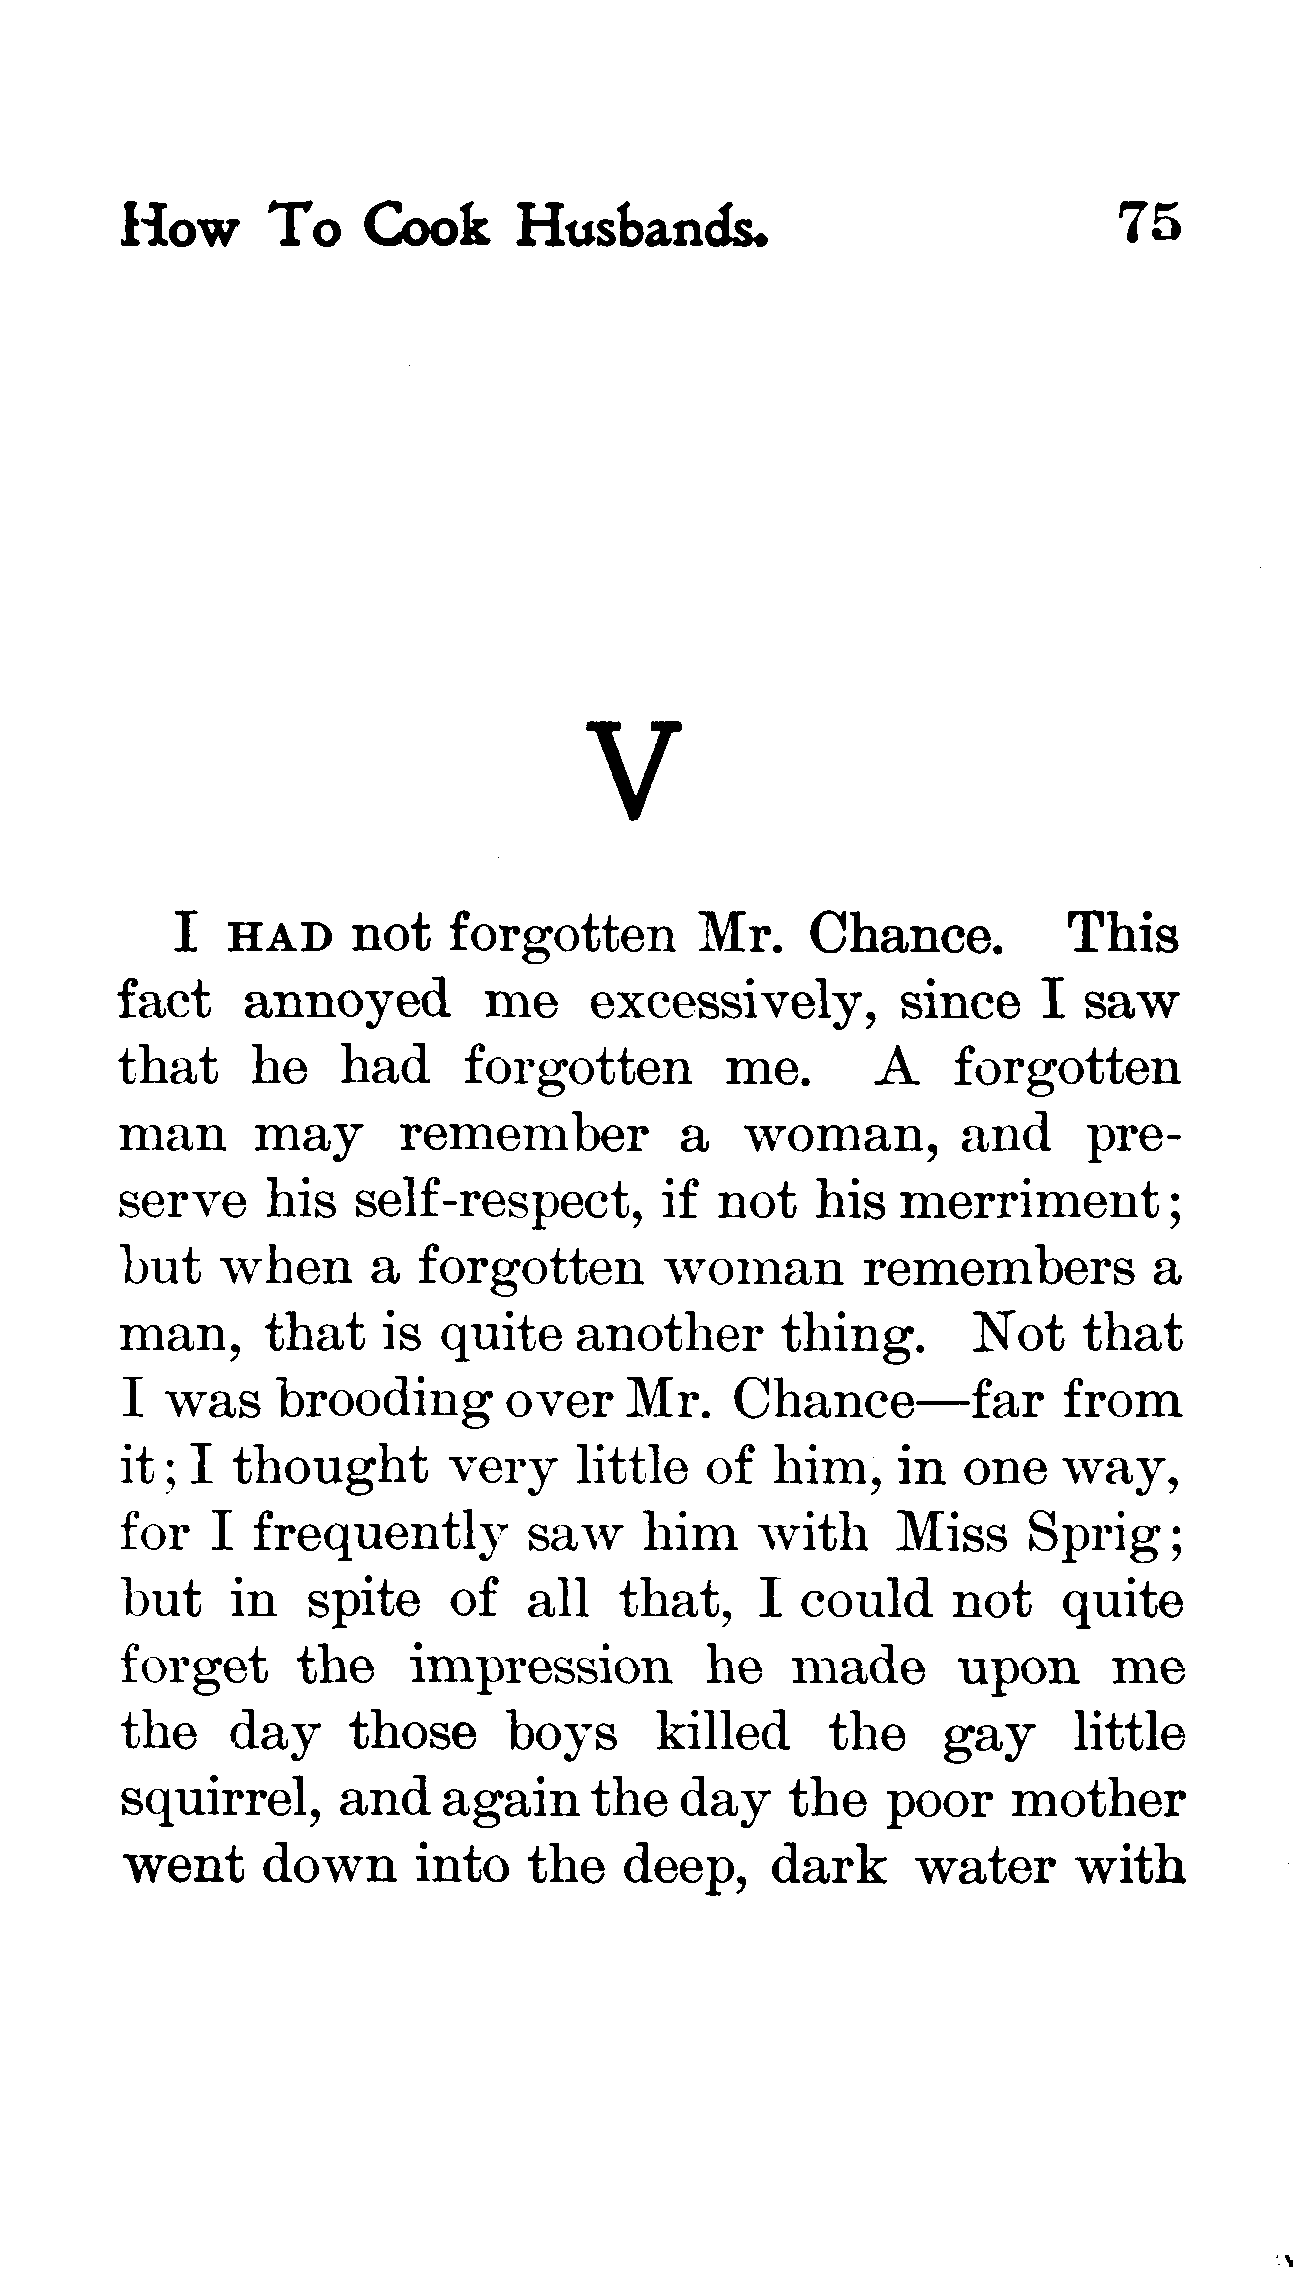 How To Cook Husbands. 75
V
I HAD not forgotten Mr. Chance. This
fact annoyed me excessively, since I saw
that he had forgotten me. A forgotten
man may remember a woman, and pre-
serve his self-respect, if not his merriment;
but when a forgotten woman remembers a
man, that is quite another thing. Not that
I was brooding over Mr. Chance—far from
it; I thought very little of him, in one way,
for I frequently saw him with Miss Sprig;
but in spite of all that, I could not quite
forget the impression he made upon me
the day those boys killed the gay little
squirrel, and again the day the poor mother
went down into the deep, dark water with